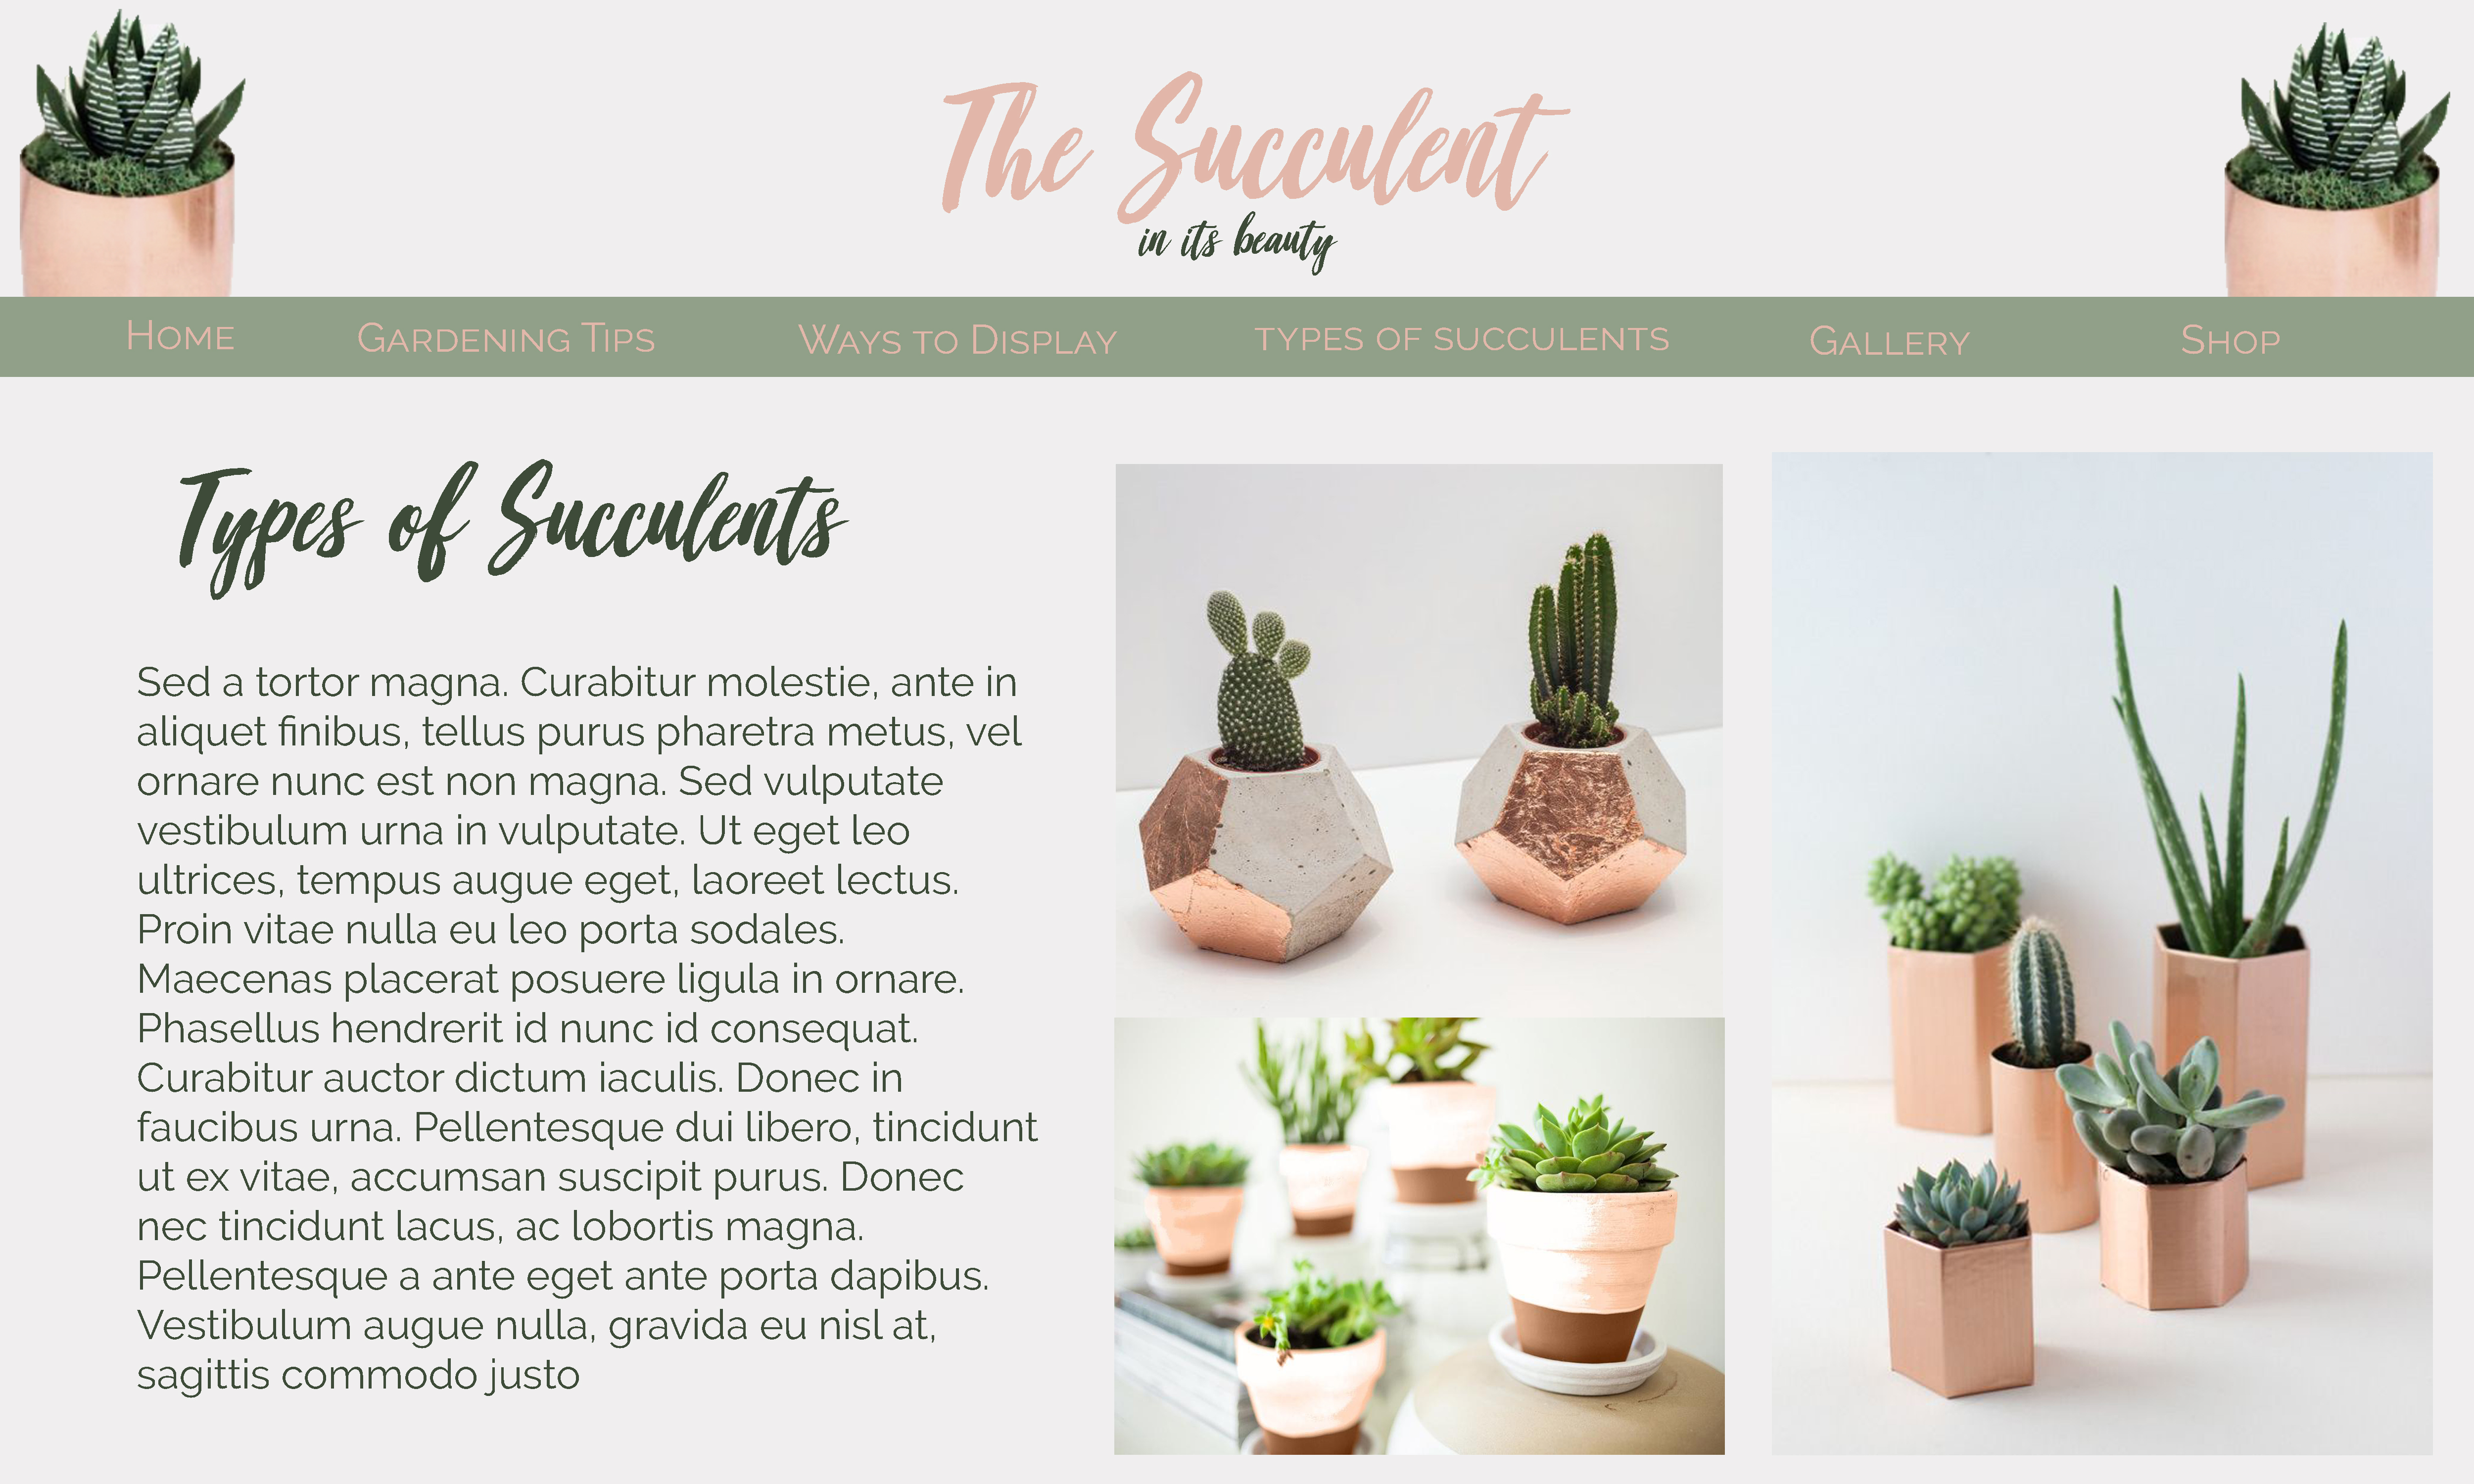 The Succulent
in its beauty
Home Gardening Tips Ways to Display types of succulents Gallery Shop
Types of Succulents
Sed a tortor magna. Curabitur molestie, ante in
aliquet finibus, tellus purus pharetra metus, vel
ornare nunc est non magna. Sed vulputate
vestibulum urna in vulputate. Ut eget leo
ultrices, tempus augue eget, laoreet lectus.
Proin vitae nulla eu leo porta sodales.
Maecenas placerat posuere ligula in ornare.
Phasellus hendrerit id nunc id consequat.
Curabitur auctor dictum iaculis. Donec in
faucibus urna. Pellentesque dui libero, tincidunt
ut ex vitae, accumsan suscipit purus. Donec
nec tincidunt lacus, ac lobortis magna.
Pellentesque a ante eget ante porta dapibus.
Vestibulum augue nulla, gravida eu nisl at,
sagittis commodo justo